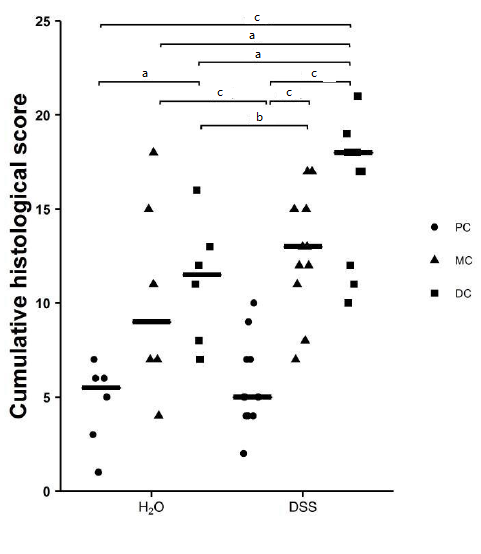 25
c
a
a
a
c
c
c
b
20
15
10
5
0
Cumulative histological score
H₂O
DSS
PC
MC
DC